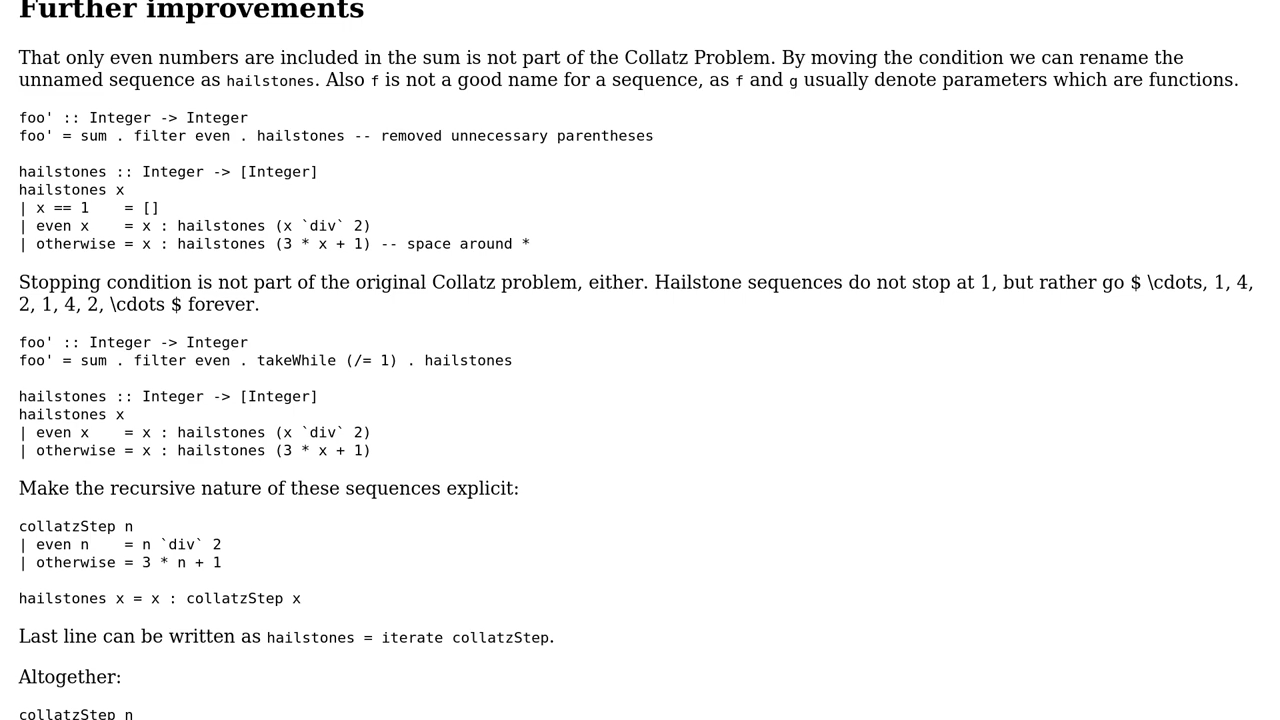 Further improvements
That only even numbers are included in the sum is not part of the Collatz Problem. By moving the condition we can rename the
unnamed sequence as hailstones. Also f is not a good name for a sequence, as f and g usually denote parameters which are functions.
foo' :: Integer -> Integer
foo' = sum . filter even . hailstones -- removed unnecessary parentheses
hailstones :: Integer -> [Integer]
hailstones x
| x == 1    = []
| even x    = x : hailstones (x `div` 2)
| otherwise = x : hailstones (3 * x + 1) -- space around *
Stopping condition is not part of the original Collatz problem, either. Hailstone sequences do not stop at 1, but rather go $ \cdots, 1, 4,
2, 1, 4, 2, \cdots $ forever.
foo' :: Integer -> Integer
foo' = sum . filter even . takeWhile (/= 1) . hailstones
hailstones :: Integer -> [Integer]
hailstones x
| even x    = x : hailstones (x `div` 2)
| otherwise = x : hailstones (3 * x + 1)
Make the recursive nature of these sequences explicit:
collatzStep n
| even n    = n `div` 2
| otherwise = 3 * n + 1
hailstones x = x : collatzStep x
Last line can be written as hailstones = iterate collatzStep.
Altogether:
collatzStep n